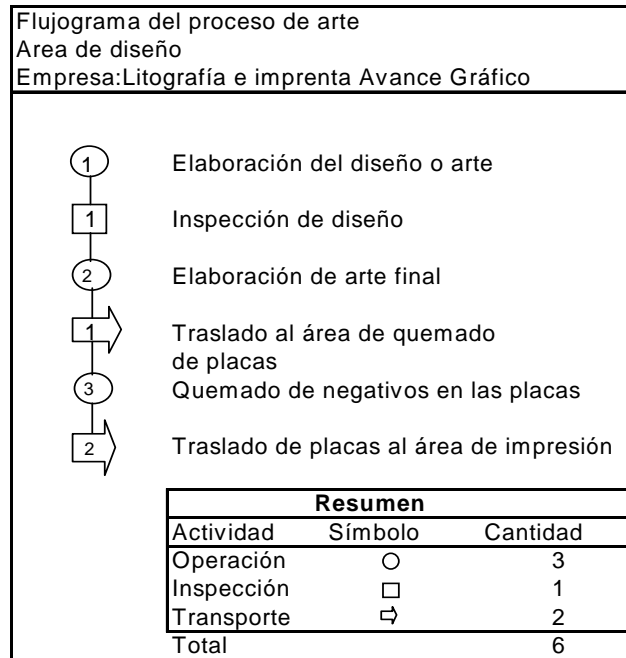 Flujograma del proceso de arte
Area de diseño
Empresa:Litografía e imprenta Avance Gráfico
1 Elaboración del diseño o arte
1 Inspección de diseño
2 Elaboración de arte final
1 Traslado al área de quemado
de placas
3 Quemado de negativos en las placas
2 Traslado de placas al área de impresión
Resumen
Actividad Símbolo Cantidad
Operación 3
Inspección 1
Transporte 2
Total 6